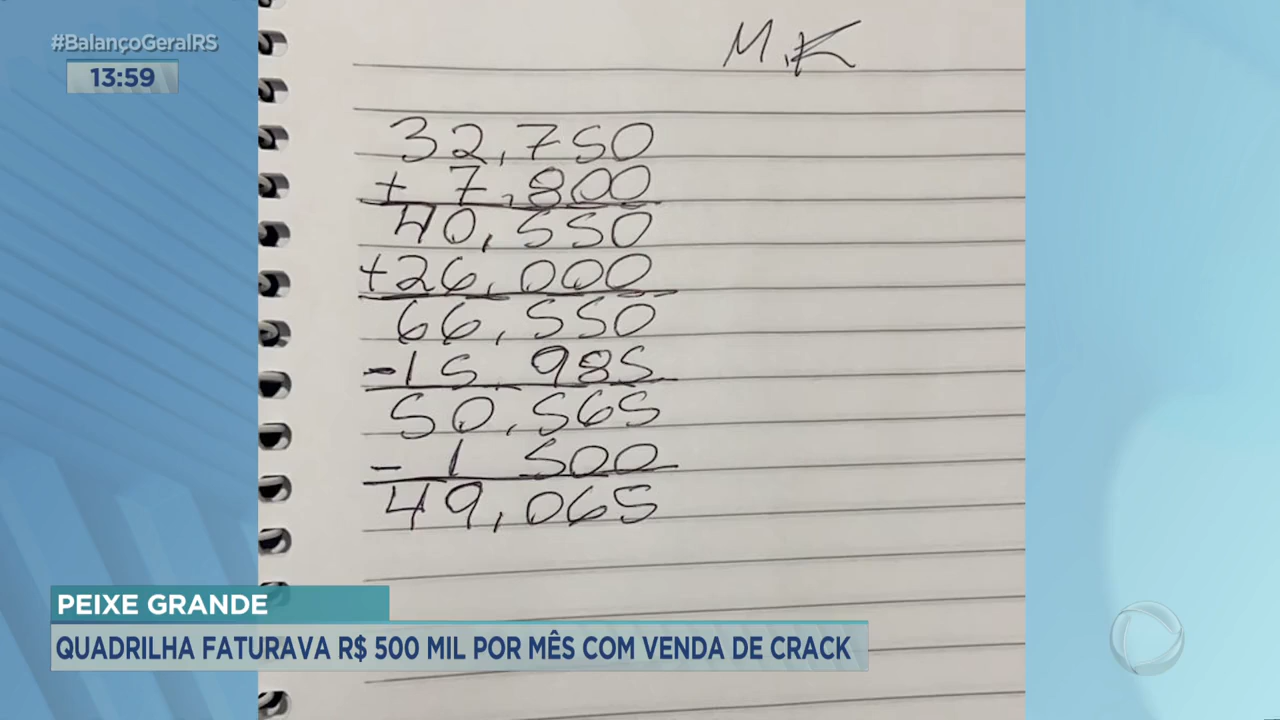 #BalançoGeralRS
13:59
M.K
32,750
+ 7,800
40,550
+26,000
66,550
-15,985
50,565
- 1 500
49,065
PEIXE GRANDE
QUADRILHA FATURAVA R$ 500 MIL POR MÊS COM VENDA DE CRACK